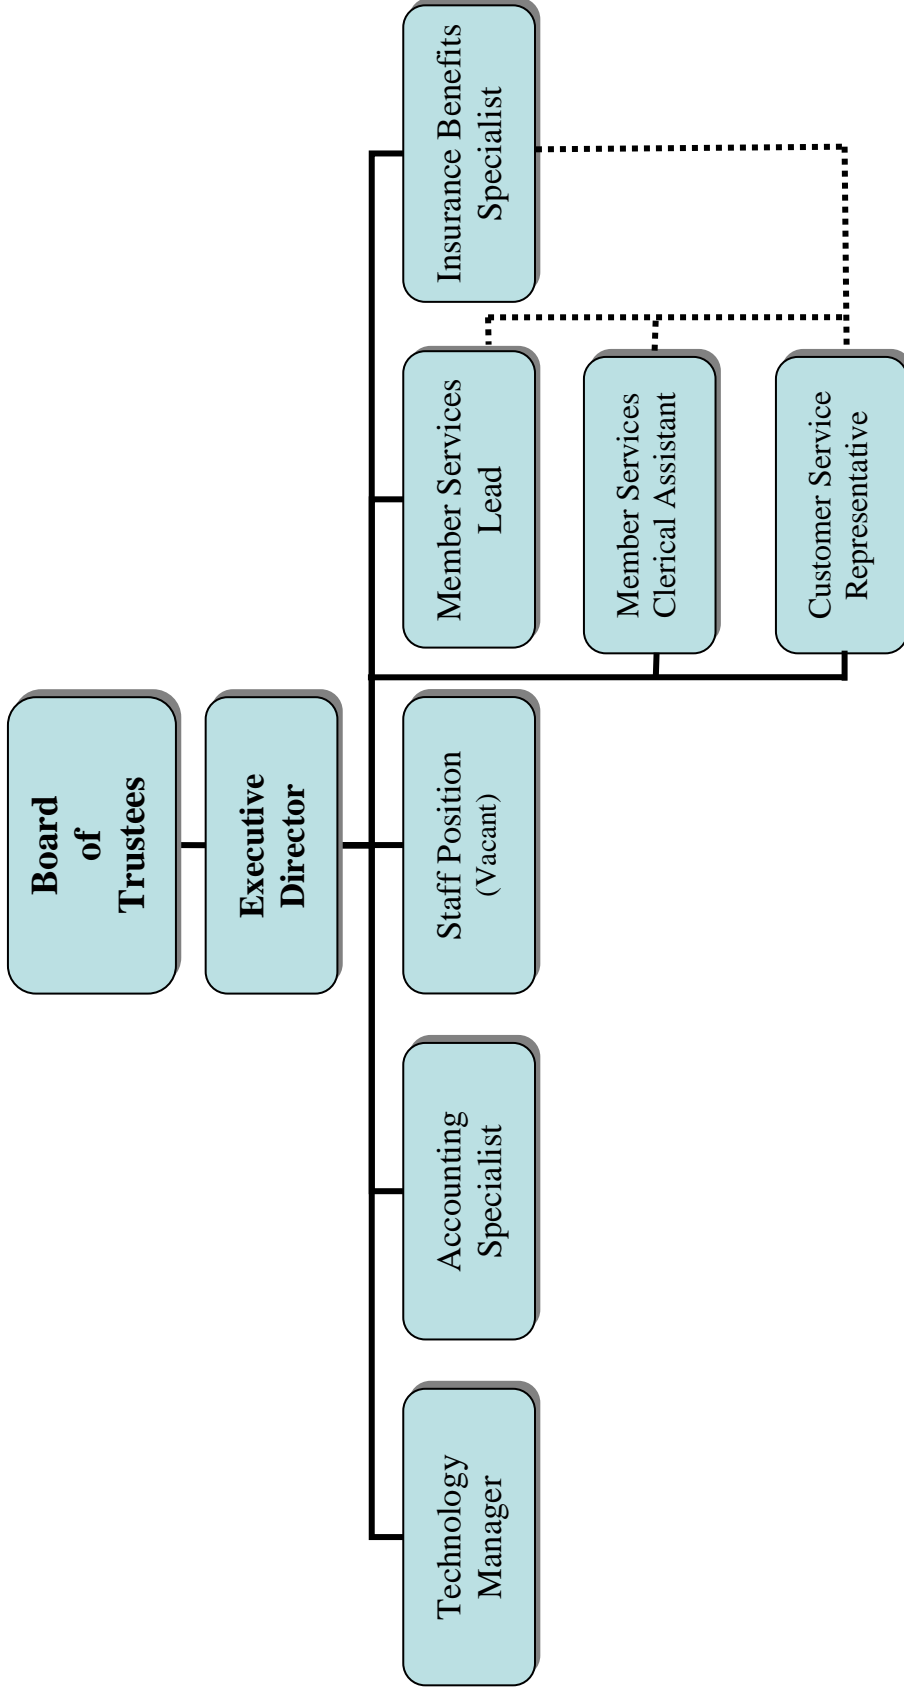 Board
of
Trustees
Executive
Director
Technology
Manager
Accounting
Specialist
Staff Position
(Vacant)
Member Services
Lead
Insurance Benefits
Specialist
Member Services
Clerical Assistant
Customer Service
Representative